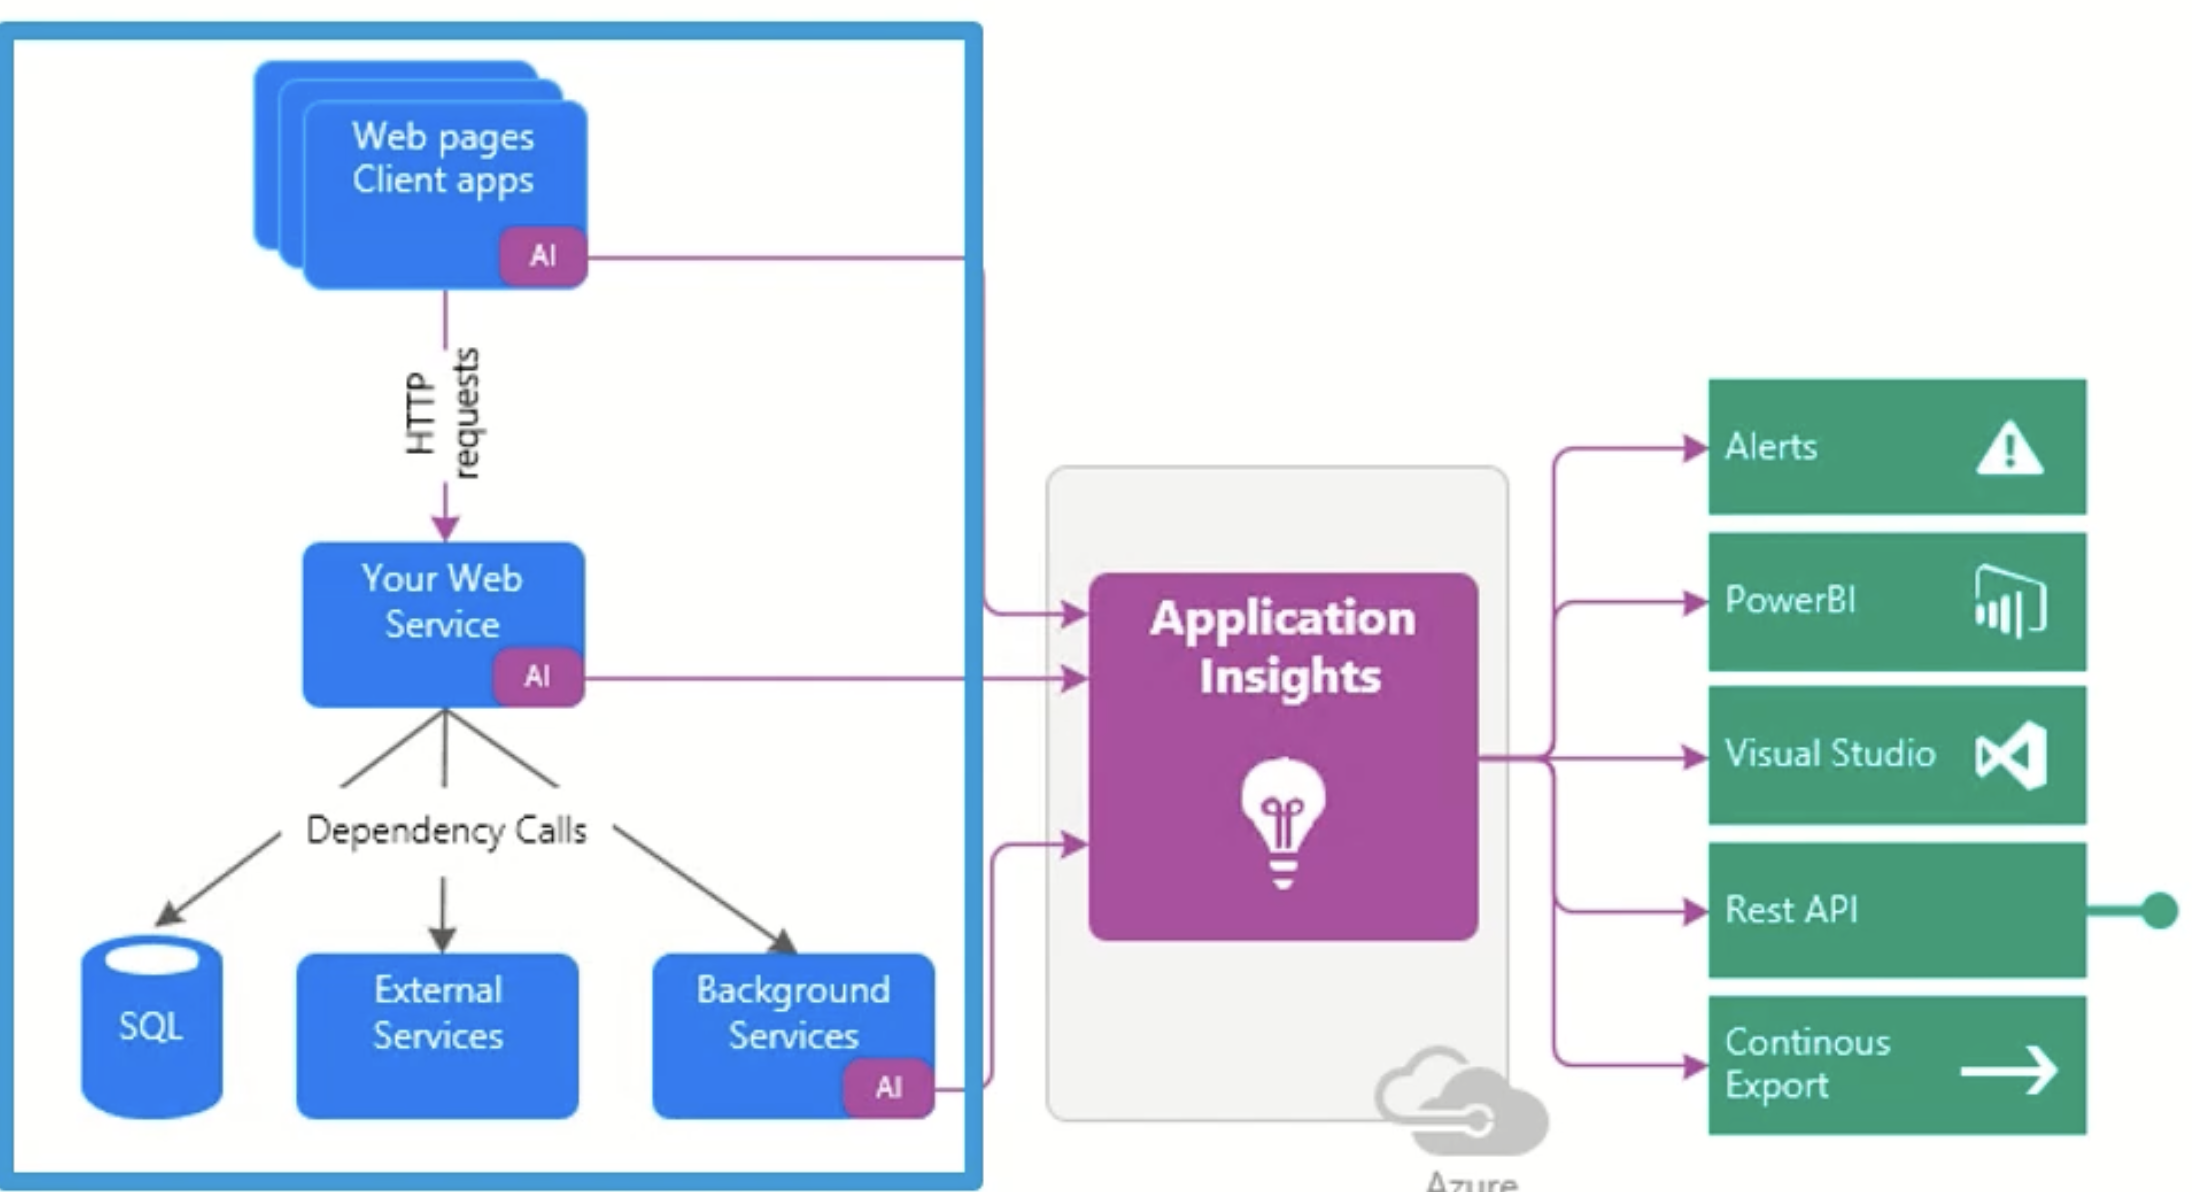 Web pages
Client apps
AI
HTTP
requests
Your Web
Service
AI
Dependency Calls
SQL
External
Services
Background
Services
AI
Application
Insights
Azure
Alerts
PowerBI
Visual Studio
Rest API
Continous
Export